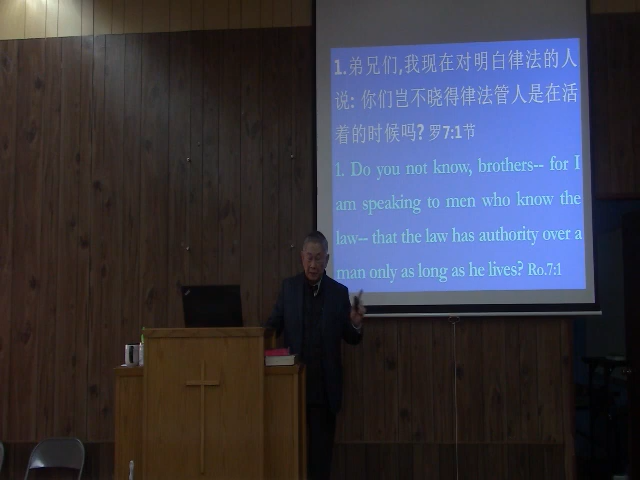 1.弟兄们,我现在对明白律法的人
说: 你们岂不晓得律法管人是在活
着的时候吗? 罗7:1节
1. Do you not know, brothers-- for I
am speaking to men who know the
law-- that the law has authority over a
man only as long as he lives? Ro.7:1